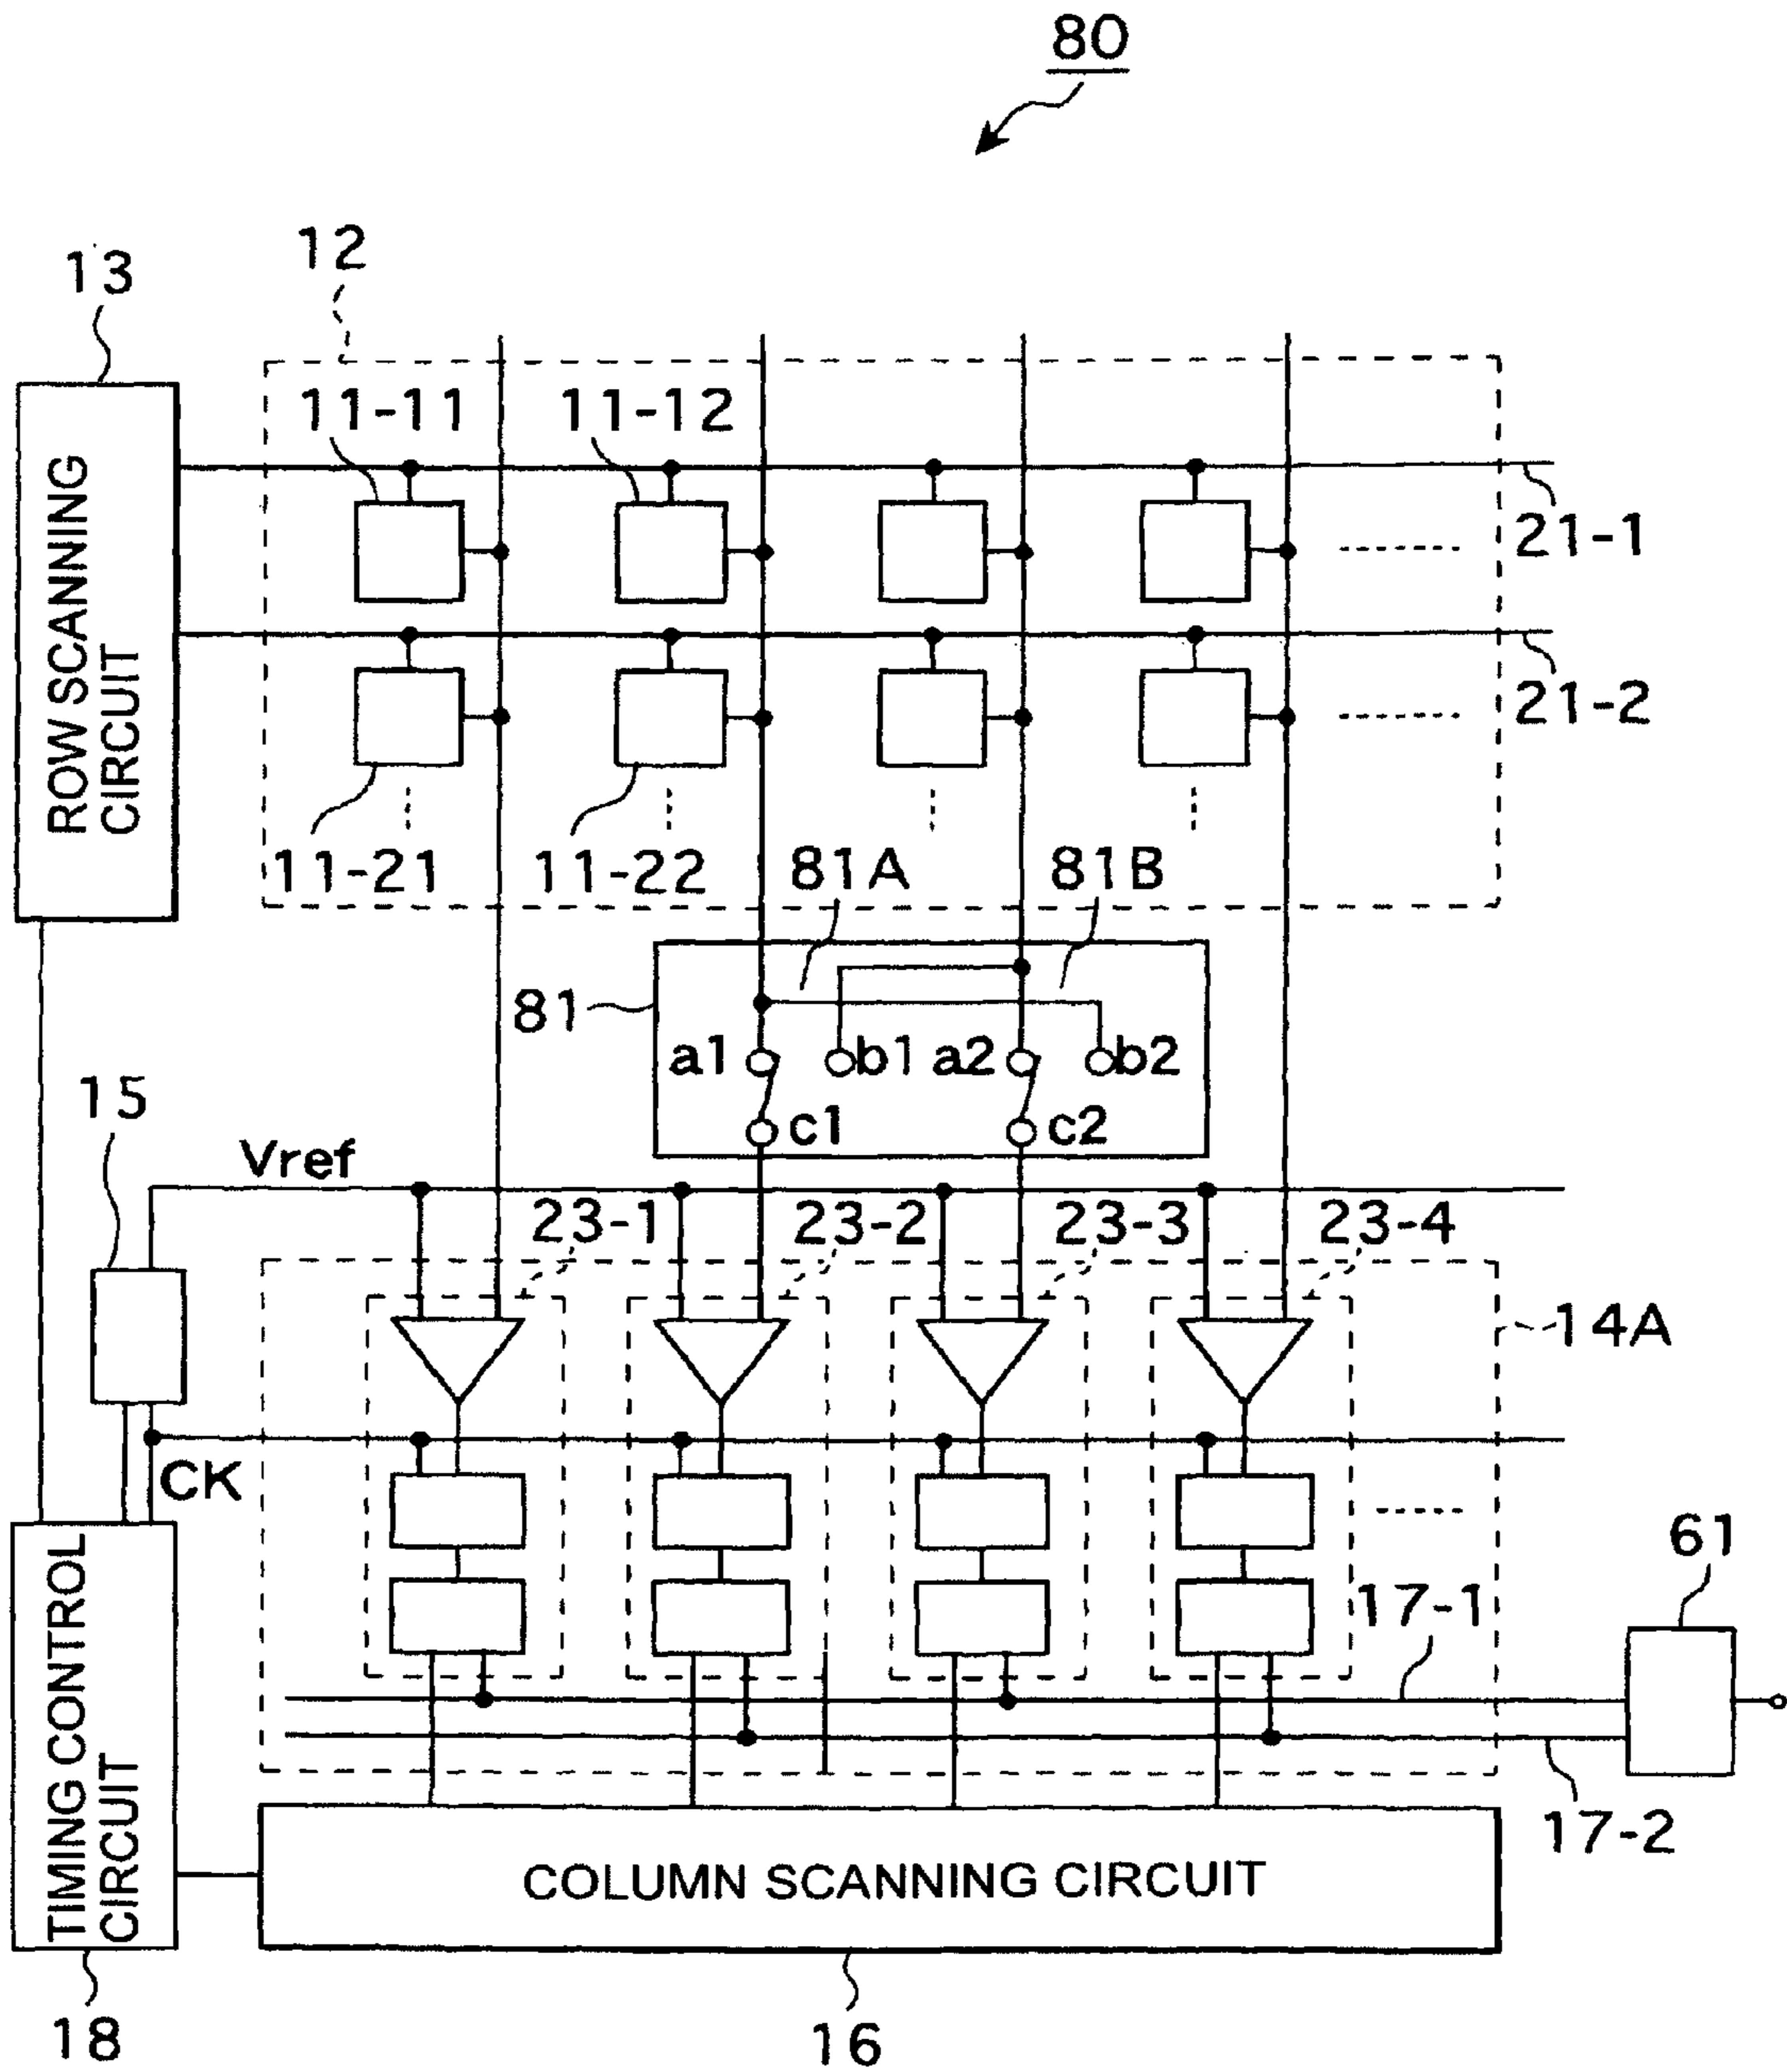 80
12
13
11-11
11-12
ROW SCANNING
CIRCUIT
21-1
21-2
11-21
11-22
81A
81B
81
a1
b1
a2
b2
c1
c2
15
Vref
23-1
23-2
23-3
23-4
14A
CK
61
17-1
TIMING CONTROL
CIRCUIT
17-2
COLUMN SCANNING CIRCUIT
18
16